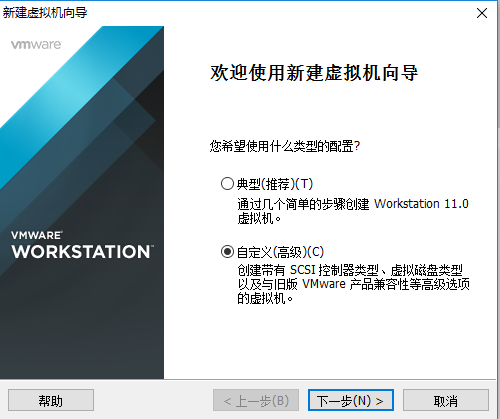 新建虚拟机向导
vmware
欢迎使用新建虚拟机向导
您希望使用什么类型的配置?
典型(推荐)(T)
通过几个简单的步骤创建 Workstation 11.0
虚拟机。
VMWARE®
WORKSTATION™
自定义(高级)(C)
创建带有 SCSI 控制器类型、虚拟磁盘类型
以及与旧版 VMware 产品兼容性等高级选项
的虚拟机。
帮助
< 上一步(B)
下一步(N) >
取消